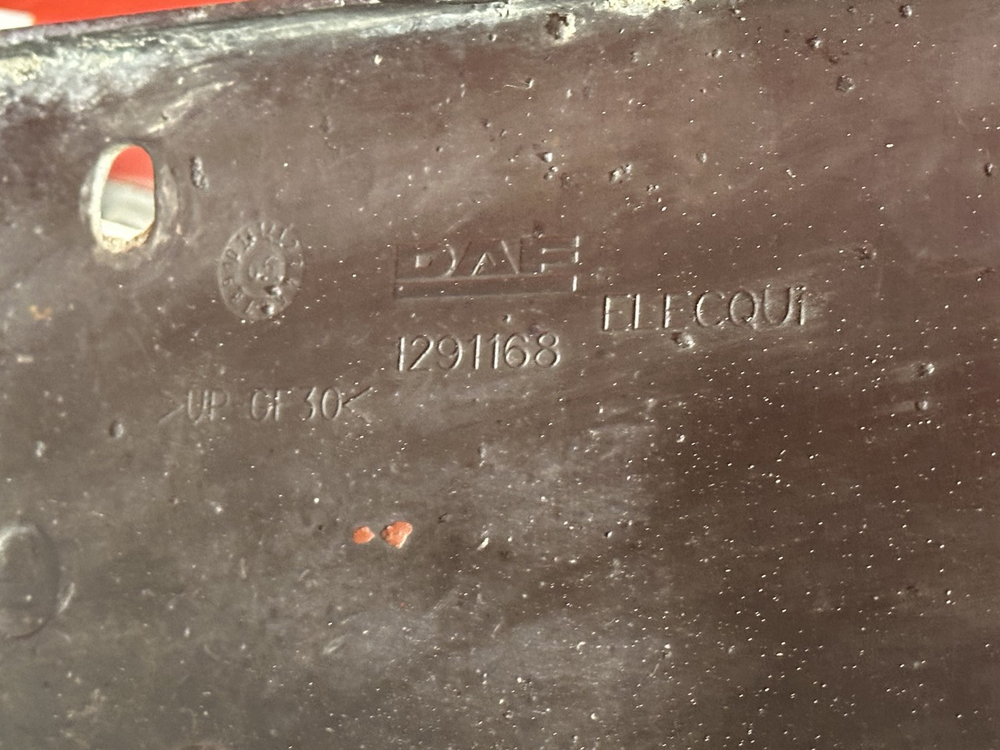 DAF
ELECQUI
1291168
>UP-GF30<